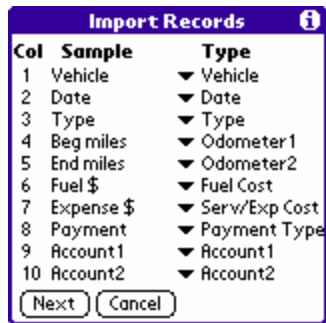 Import Records i
Col Sample Type
1 Vehicle Vehicle
2 Date Date
3 Type Type
4 Beg miles Odometer1
5 End miles Odometer2
6 Fuel $ Fuel Cost
7 Expense $ Serv/Exp Cost
8 Payment Payment Type
9 Account1 Account1
10 Account2 Account2
Next Cancel